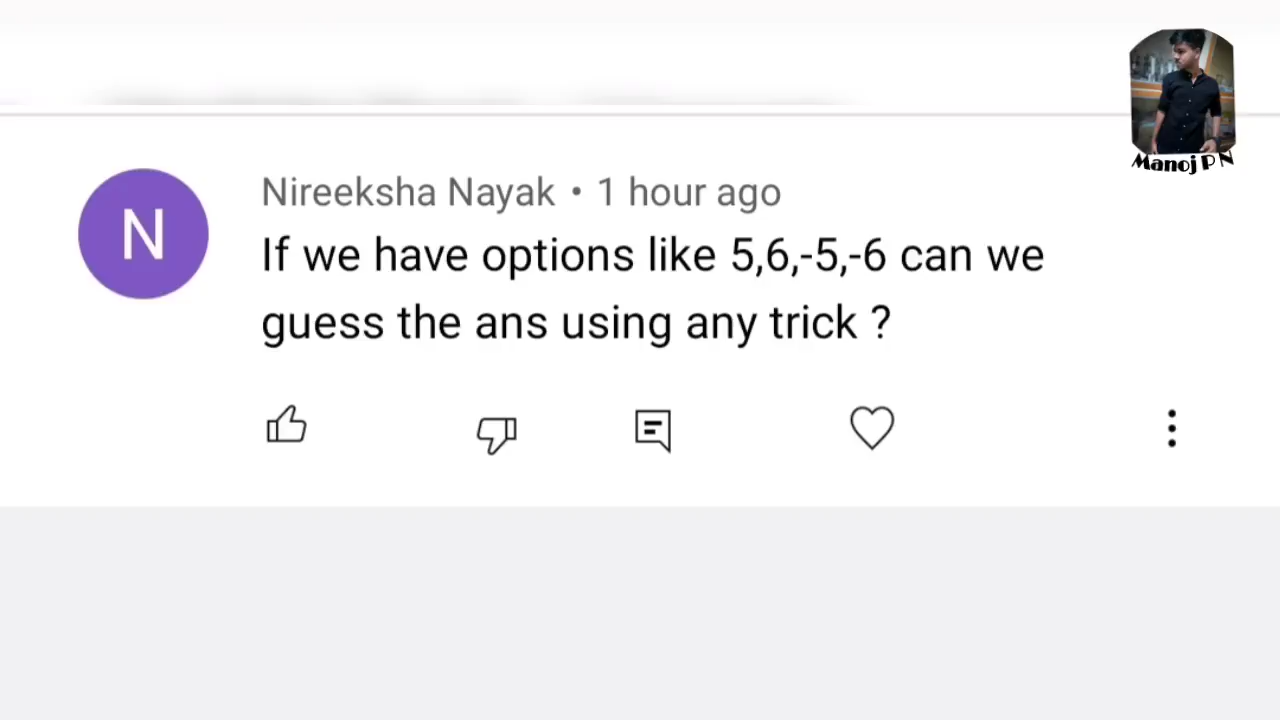 Manoj P N
N
Nireeksha Nayak • 1 hour ago
If we have options like 5,6,-5,-6 can we
guess the ans using any trick ?